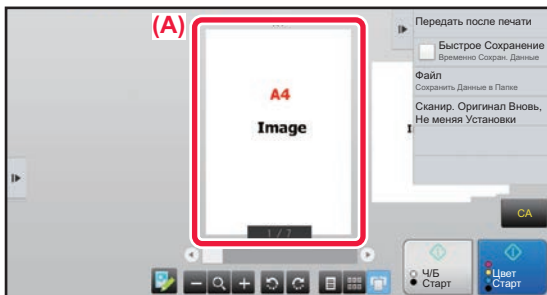 (A)
A4
Image
I
1 / 7
Передать после печати
Быстрое Сохранение
Временно Сохран. Данные
Файл
Сохранить Данные в Папке
Сканир. Оригинал Вновь,
Не меняя Установки
CA
Ч/Б
Старт
Цвет
Старт